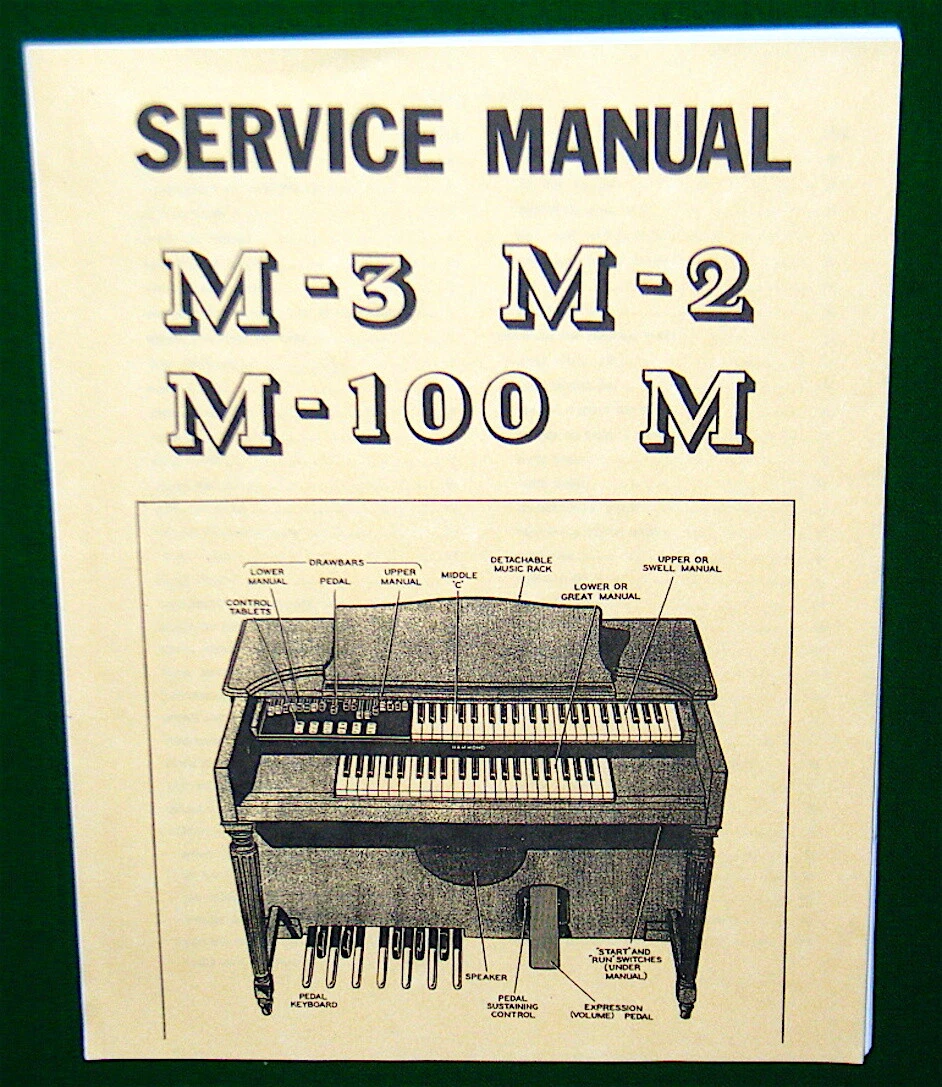 SERVICE MANUAL
M-3 M-2
M-100 M
DRAWBARS
LOWER
MANUAL
PEDAL
UPPER
MANUAL
MIDDLE
'C'
DETACHABLE
MUSIC RACK
UPPER OR
SWELL MANUAL
LOWER OR
GREAT MANUAL
CONTROL
TABLETS
HAMMOND
PEDAL
KEYBOARD
SPEAKER
PEDAL
SUSTAINING
CONTROL
"START" AND
"RUN" SWITCHES
(UNDER
MANUAL)
EXPRESSION
(VOLUME) PEDAL